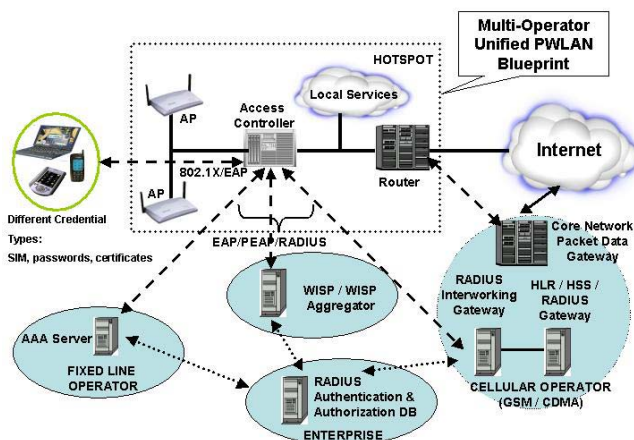 Multi-Operator
Unified PWLAN
Blueprint
HOTSPOT
AP
Access
Controller
Local Services
Router
Internet
802.1X/EAP
AP
Different Credential
Types:
SIM, passwords, certificates
EAP/PEAP/RADIUS
Core Network
Packet Data
Gateway
RADIUS
Interworking
Gateway
HLR / HSS /
RADIUS
Gateway
WISP / WISP
Aggregator
AAA Server
FIXED LINE
OPERATOR
RADIUS
Authentication &
Authorization DB
ENTERPRISE
CELLULAR OPERATOR
(GSM / CDMA)